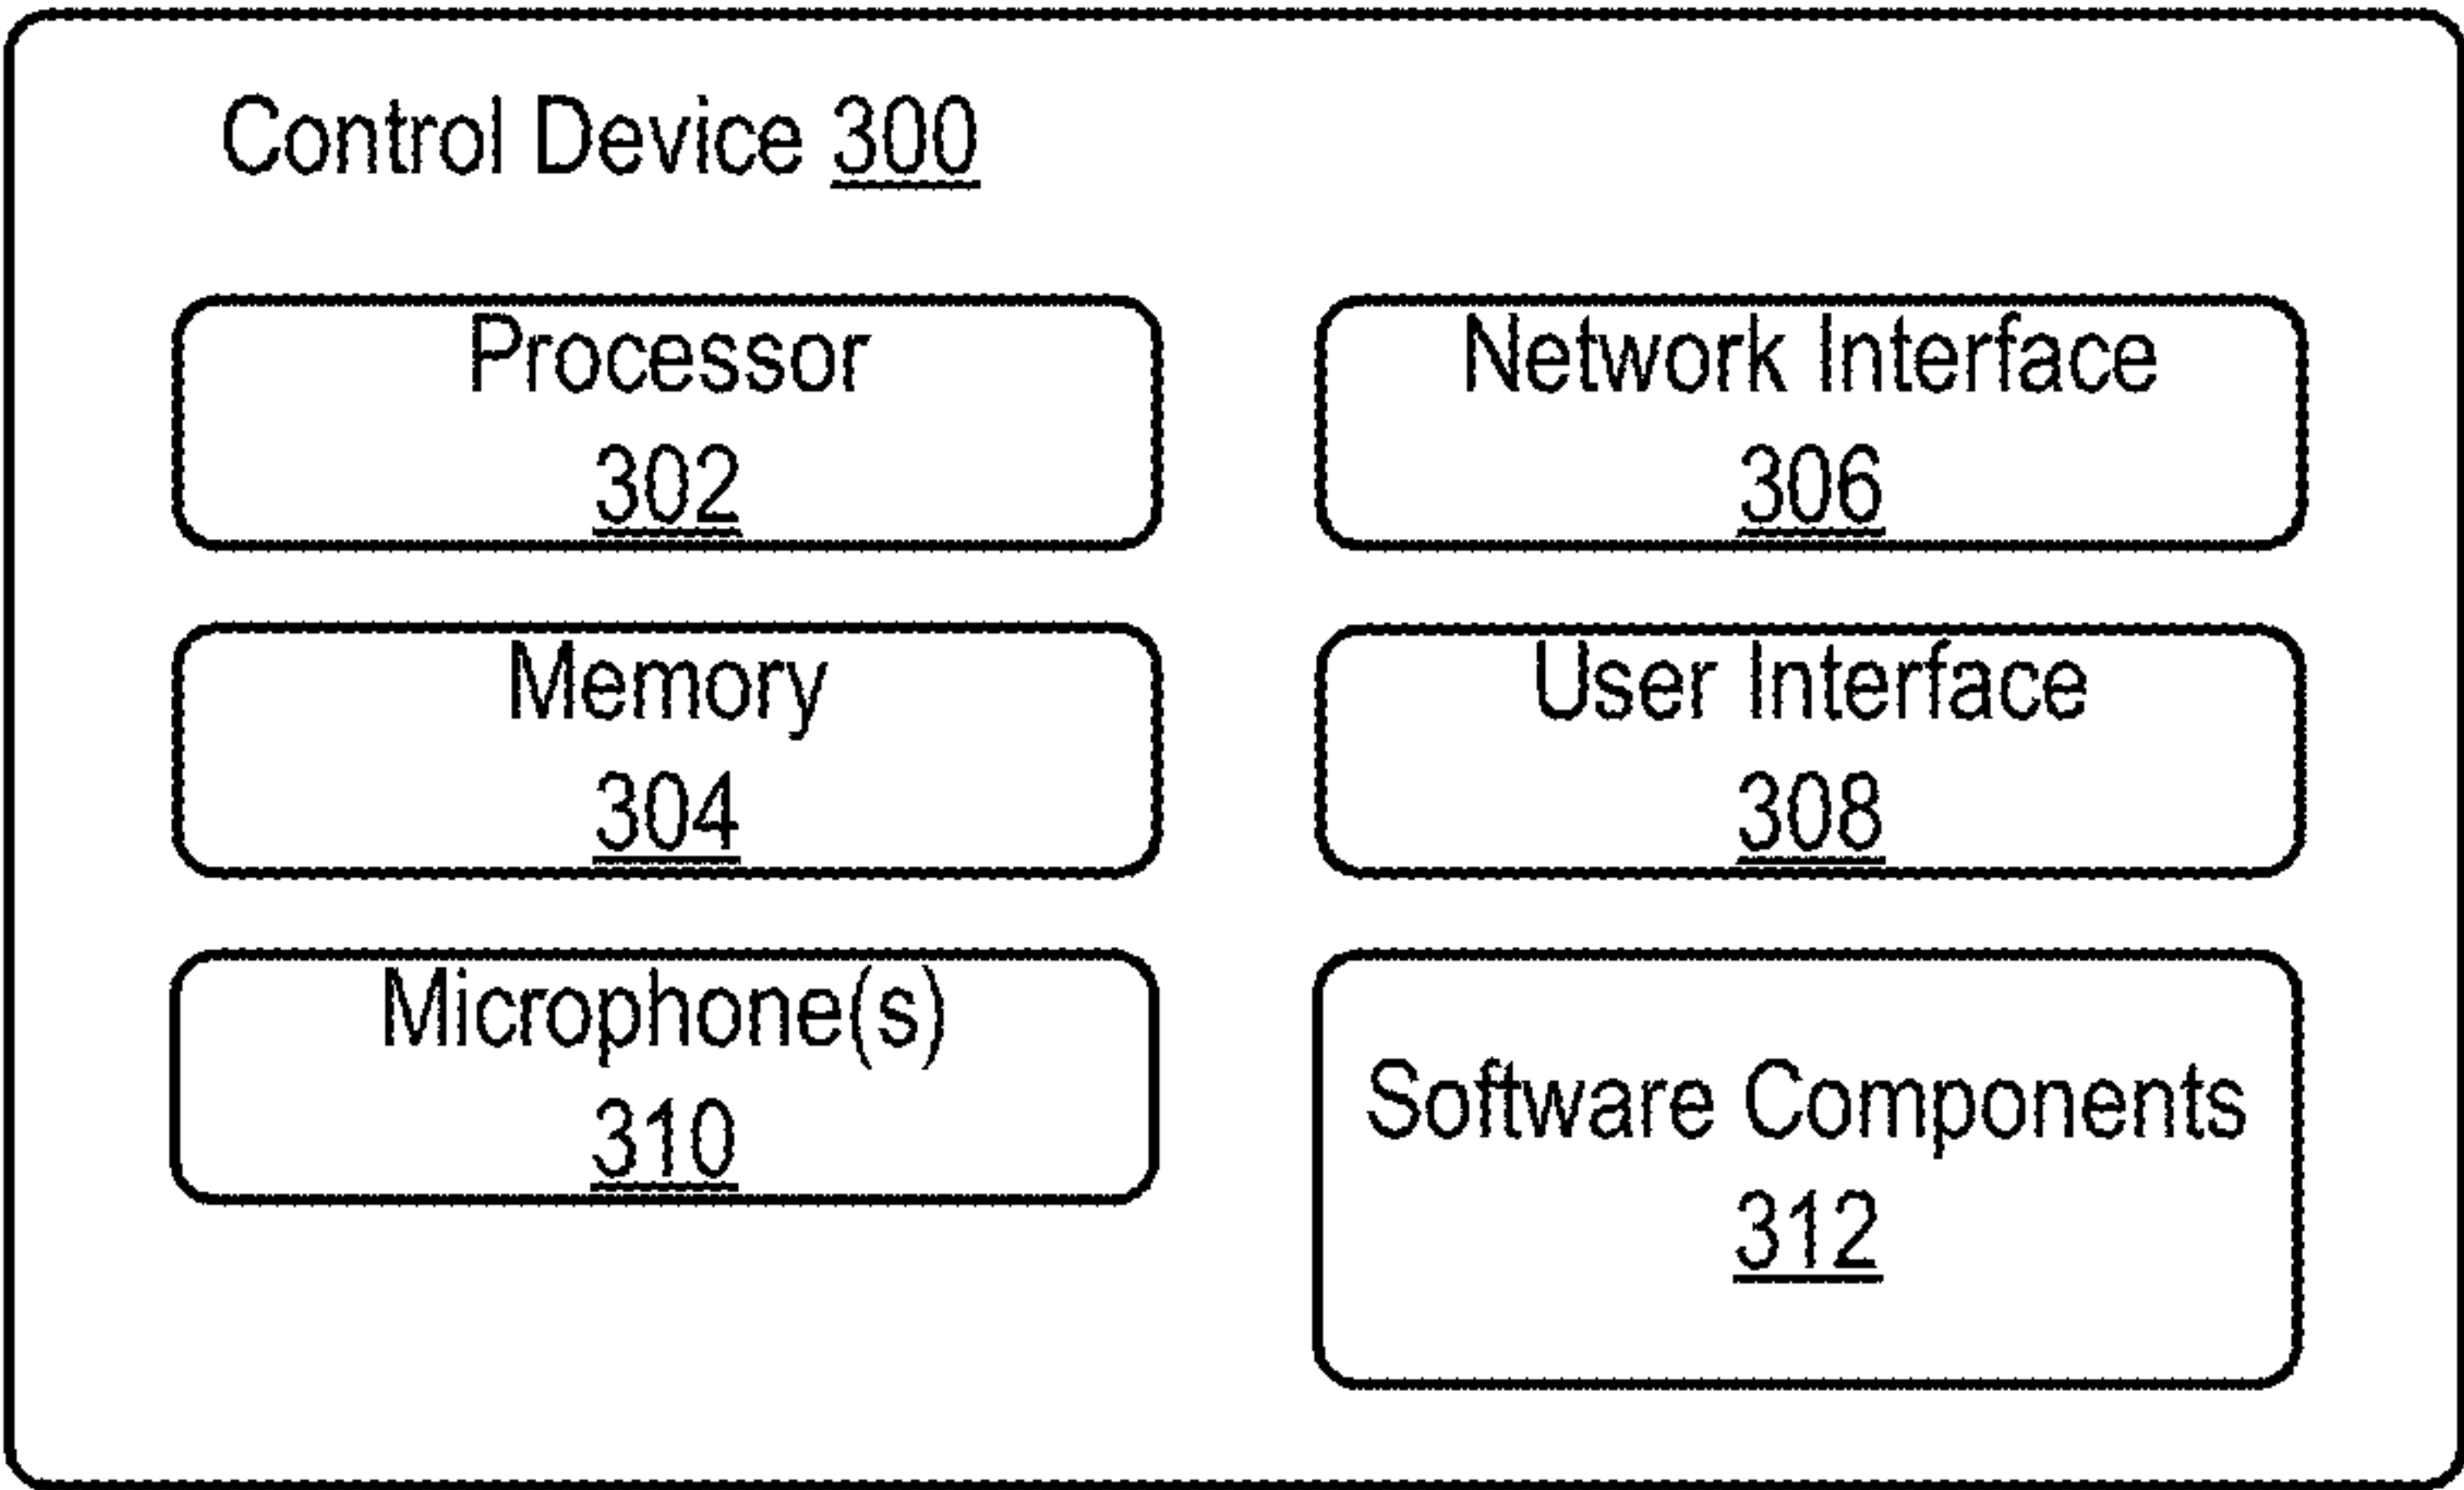 Control Device 300
Processor
302
Network Interface
306
Memory
304
User Interface
308
Microphone(s)
310
Software Components
312